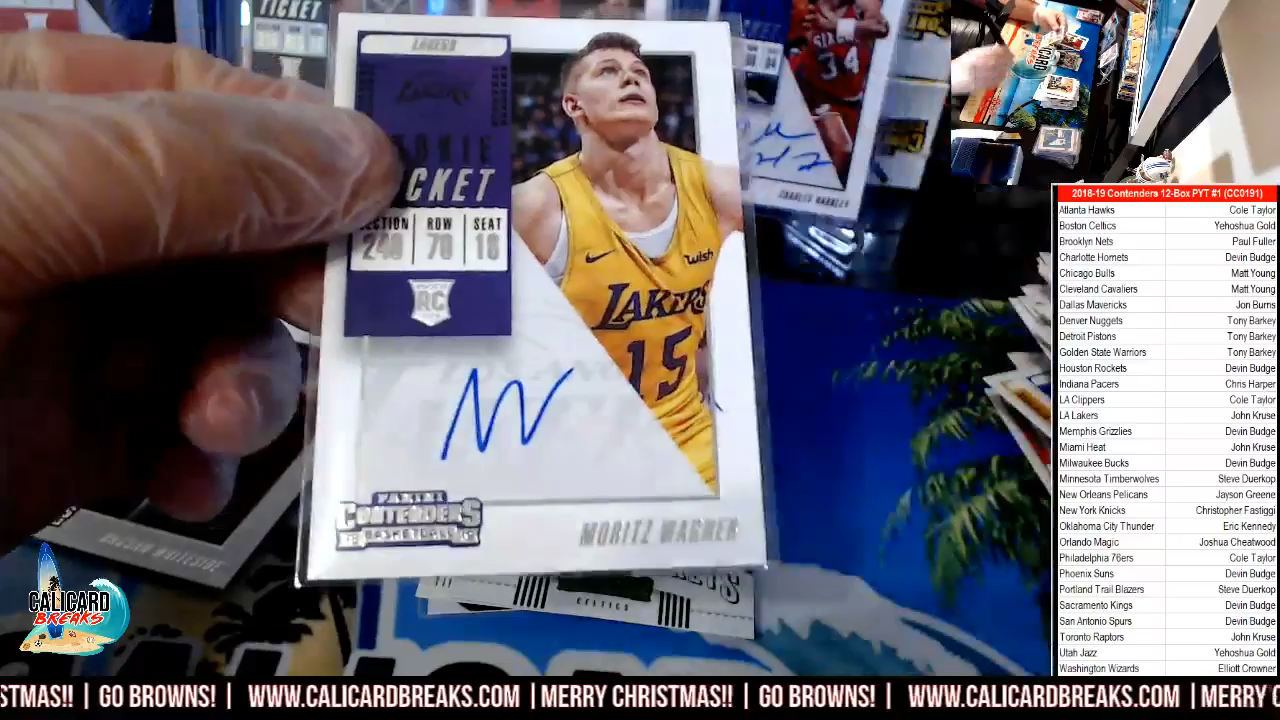 TICKET
LAKERS
LAKERS
CKET
ROW SEAT
248 70 10
RC
wish
LAKERS
15
PANINI
CONTENDERS
BASKETBALL
MORITZ WAGNER
SIXERS
34
CHARLES BARKLEY
HASSAN WHITESIDE
CELTICS
CALICARD
BREAKS
2018-19 Contenders 12-Box PYT #1 (CC0191)
Atlanta Hawks Cole Taylor
Boston Celtics Yehoshua Gold
Brooklyn Nets Paul Fuller
Charlotte Hornets Devin Budge
Chicago Bulls Matt Young
Cleveland Cavaliers Matt Young
Dallas Mavericks Jon Burns
Denver Nuggets Tony Barkey
Detroit Pistons Tony Barkey
Golden State Warriors Tony Barkey
Houston Rockets Devin Budge
Indiana Pacers Chris Harper
LA Clippers Cole Taylor
LA Lakers John Kruse
Memphis Grizzlies Devin Budge
Miami Heat John Kruse
Milwaukee Bucks Devin Budge
Minnesota Timberwolves Steve Duerkop
New Orleans Pelicans Jayson Greene
New York Knicks Christopher Fastiggi
Oklahoma City Thunder Eric Kennedy
Orlando Magic Joshua Cheatwood
Philadelphia 76ers Cole Taylor
Phoenix Suns Devin Budge
Portland Trail Blazers Steve Duerkop
Sacramento Kings Devin Budge
San Antonio Spurs Devin Budge
Toronto Raptors John Kruse
Utah Jazz Yehoshua Gold
Washington Wizards Elliott Crowner
STMAS!! | GO BROWNS! | WWW.CALICARDBREAKS.COM | MERRY CHRISTMAS!! | GO BROWNS! | WWW.CALICARDBREAKS.COM | MERRY C